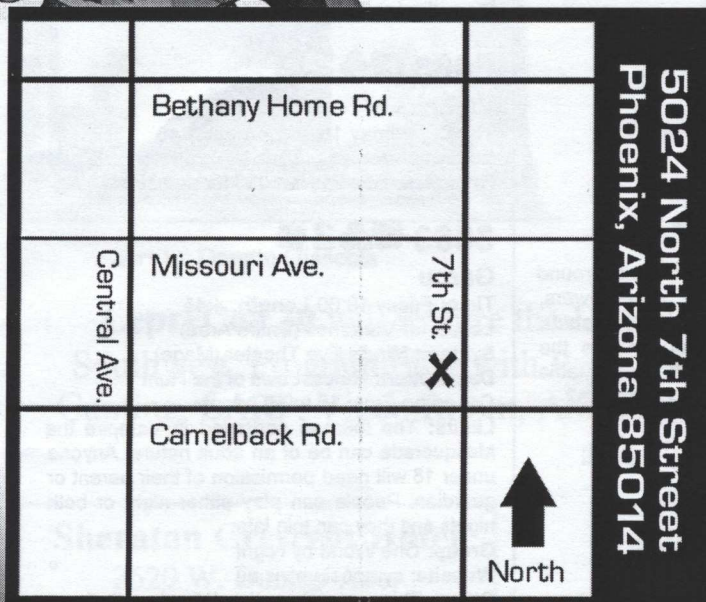 Bethany Home Rd.
Central Ave.
Missouri Ave.
7th St.
X
Camelback Rd.
North
5024 North 7th Street
Phoenix, Arizona 85014